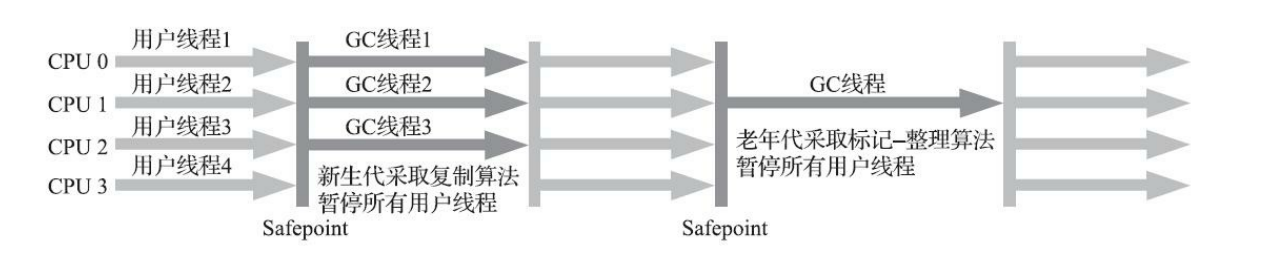 用户线程1
GC线程1
CPU 0
用户线程2
GC线程2
GC线程
CPU 1
用户线程3
GC线程3
CPU 2
老年代采取标记–整理算法
暂停所有用户线程
用户线程4
CPU 3
新生代采取复制算法
暂停所有用户线程
Safepoint
Safepoint